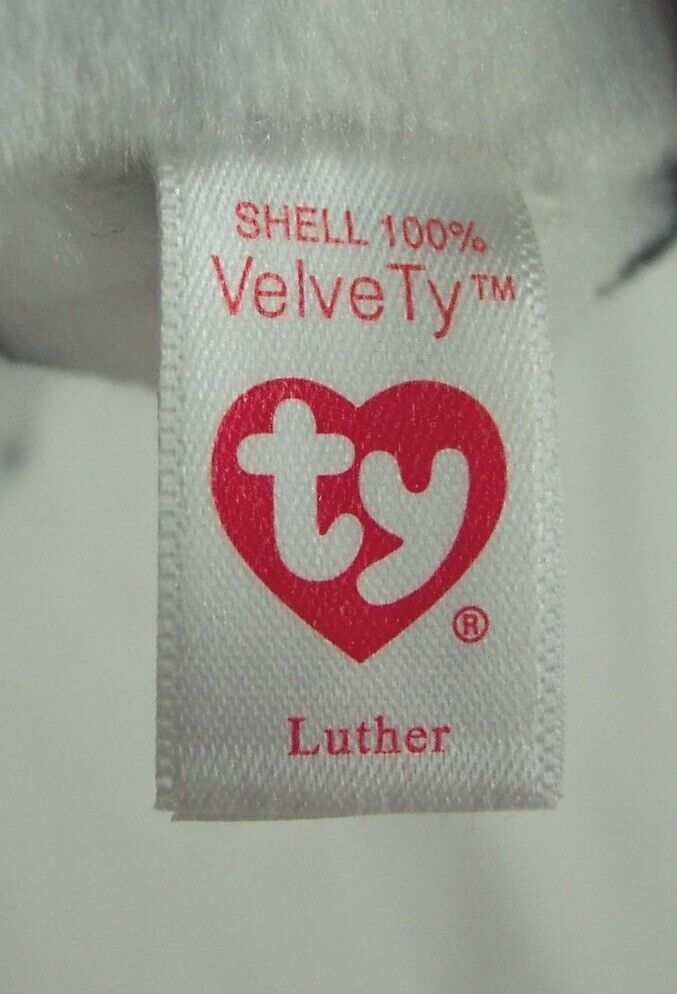 SHELL 100%
VelveTy™
ty
®
Luther